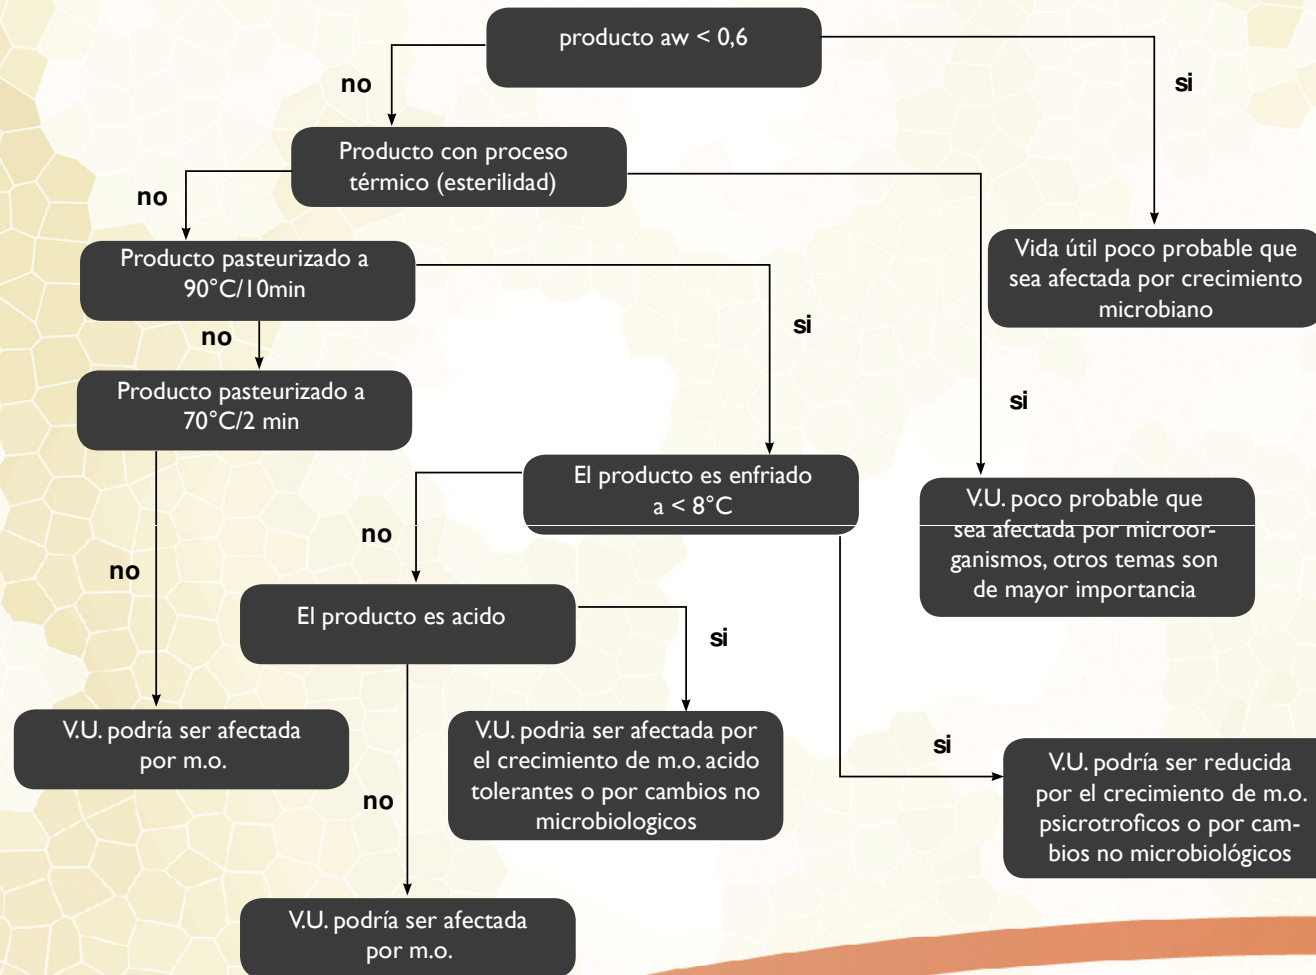 producto aw < 0,6
no
si
Producto con proceso
térmico (esterilidad)
no
Producto pasteurizado a
90°C/10min
Vida útil poco probable que
sea afectada por crecimiento
microbiano
si
no
Producto pasteurizado a
70°C/2 min
si
El producto es enfriado
a < 8°C
V.U. poco probable que
sea afectada por microor-
ganismos, otros temas son
de mayor importancia
no
no
El producto es acido
si
V.U. podría ser afectada
por m.o.
V.U. podria ser afectada por
el crecimiento de m.o. acido
tolerantes o por cambios no
microbiologicos
si
V.U. podría ser reducida
por el crecimiento de m.o.
psicrotroficos o por cam-
bios no microbiológicos
no
V.U. podría ser afectada
por m.o.